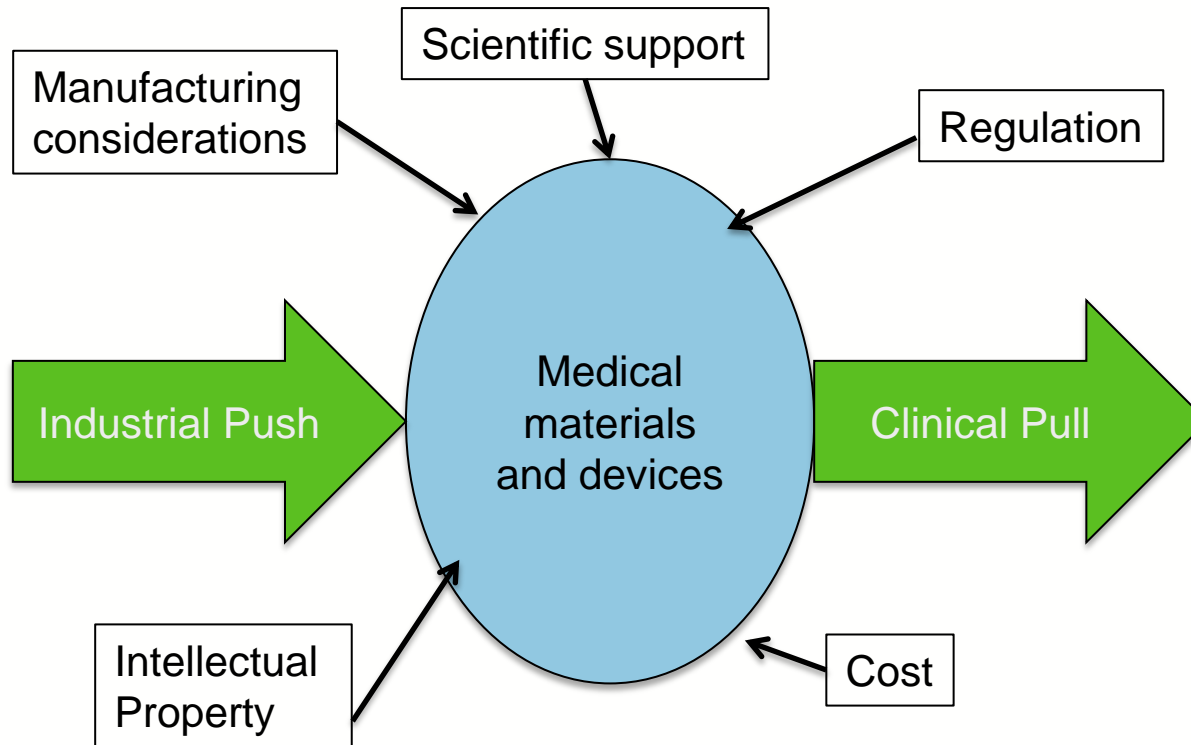 Scientific support
Manufacturing
considerations
Regulation
Industrial Push
Medical
materials
and devices
Clinical Pull
Intellectual
Property
Cost